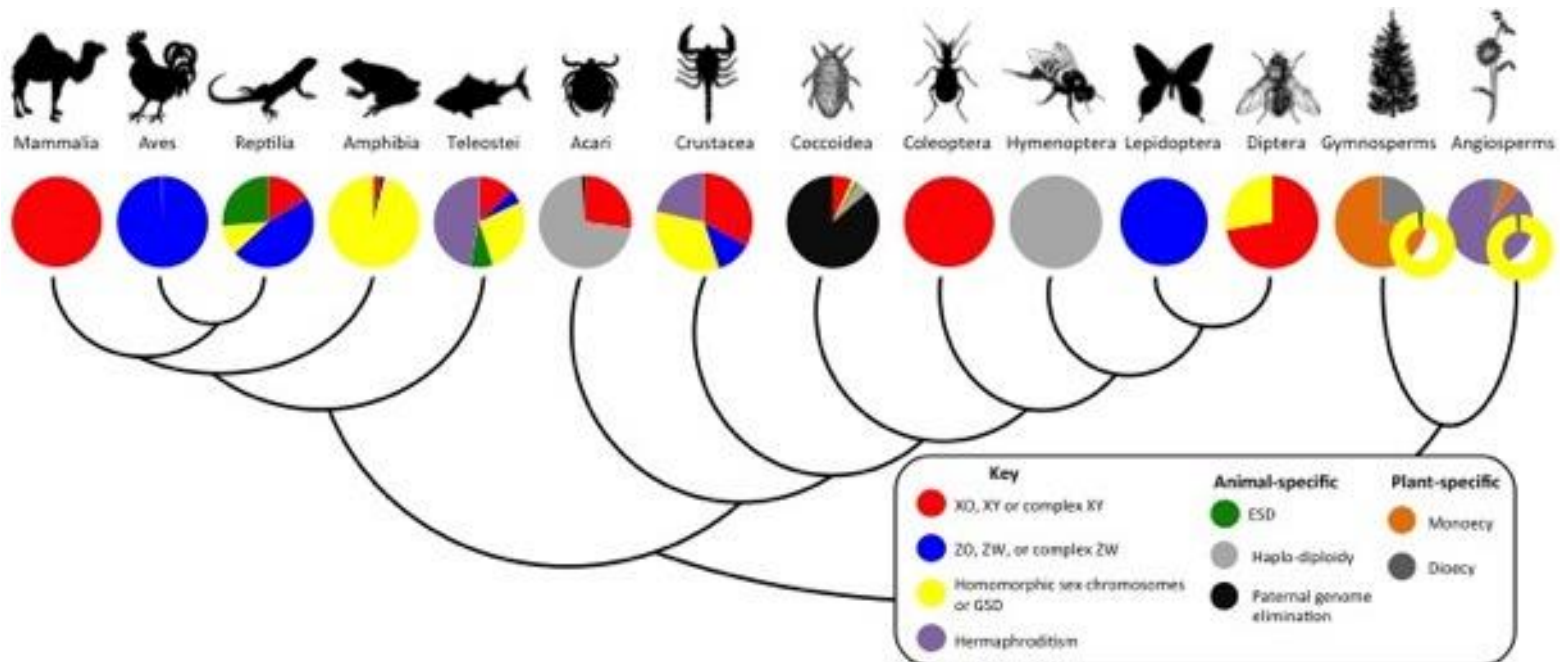 Mammalia Aves Reptilia Amphibia Teleostei Acari Crustacea Coccoidea Coleoptera Hymenoptera Lepidoptera Diptera Gymnosperms Angiosperms
Key
XO, XY or complex XY
ZO, ZW, or complex ZW
Homomorphic sex chromosomes
or GSD
Hermaphroditism
Animal-specific
ESD
Haplo-diploidy
Paternal genome
elimination
Plant-specific
Monoecy
Dioecy